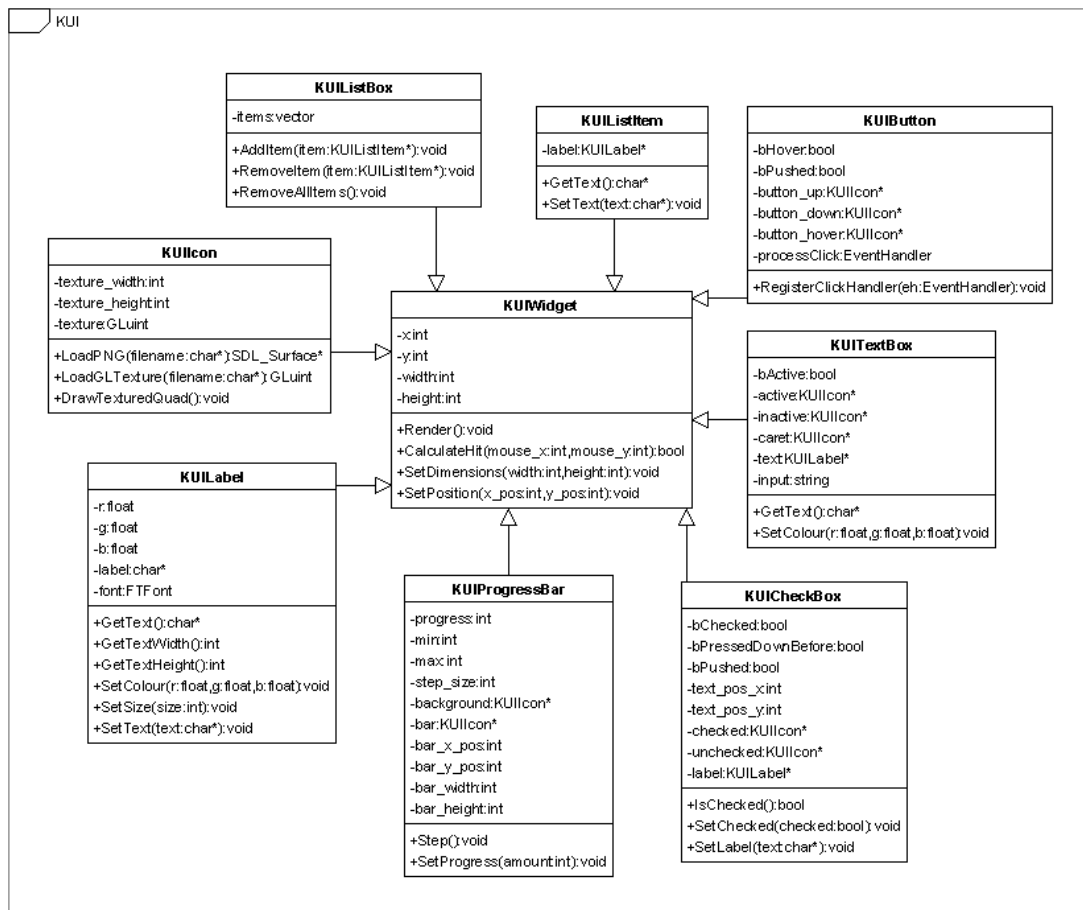 KUI
KUIListBox
-items:vector
+AddItem(item:KUIListItem*):void
+RemoveItem(item:KUIListItem*):void
+RemoveAllItems():void
KUIListItem
-label:KUILabel*
+GetText():char*
+SetText(text:char*):void
KUIButton
-bHover:bool
-bPushed:bool
-button_up:KUIIcon*
-button_down:KUIIcon*
-button_hover:KUIIcon*
-processClick:EventHandler
+RegisterClickHandler(eh:EventHandler):void
KUIIcon
-texture_width:int
-texture_height:int
-texture:GLuint
+LoadPNG(filename:char*):SDL_Surface*
+LoadGLTexture(filename:char*):GLuint
+DrawTexturedQuad():void
KUIWidget
-x:int
-y:int
-width:int
-height:int
+Render():void
+CalculateHit(mouse_x:int,mouse_y:int):bool
+SetDimensions(width:int,height:int):void
+SetPosition(x_pos:int,y_pos:int):void
KUITextBox
-bActive:bool
-active:KUIIcon*
-inactive:KUIIcon*
-caret:KUIIcon*
-text:KUILabel*
-input:string
+GetText():char*
+SetColour(r:float,g:float,b:float):void
KUILabel
-r:float
-g:float
-b:float
-label:char*
-font:FTFont
+GetText():char*
+GetTextWidth():int
+GetTextHeight():int
+SetColour(r:float,g:float,b:float):void
+SetSize(size:int):void
+SetText(text:char*):void
KUIProgressBar
-progress:int
-min:int
-max:int
-step_size:int
-background:KUIIcon*
-bar:KUIIcon*
-bar_x_pos:int
-bar_y_pos:int
-bar_width:int
-bar_height:int
+Step():void
+SetProgress(amount:int):void
KUICheckBox
-bChecked:bool
-bPressedDownBefore:bool
-bPushed:bool
-text_pos_x:int
-text_pos_y:int
-checked:KUIIcon*
-unchecked:KUIIcon*
-label:KUILabel*
+IsChecked():bool
+SetChecked(checked:bool):void
+SetLabel(text:char*):void